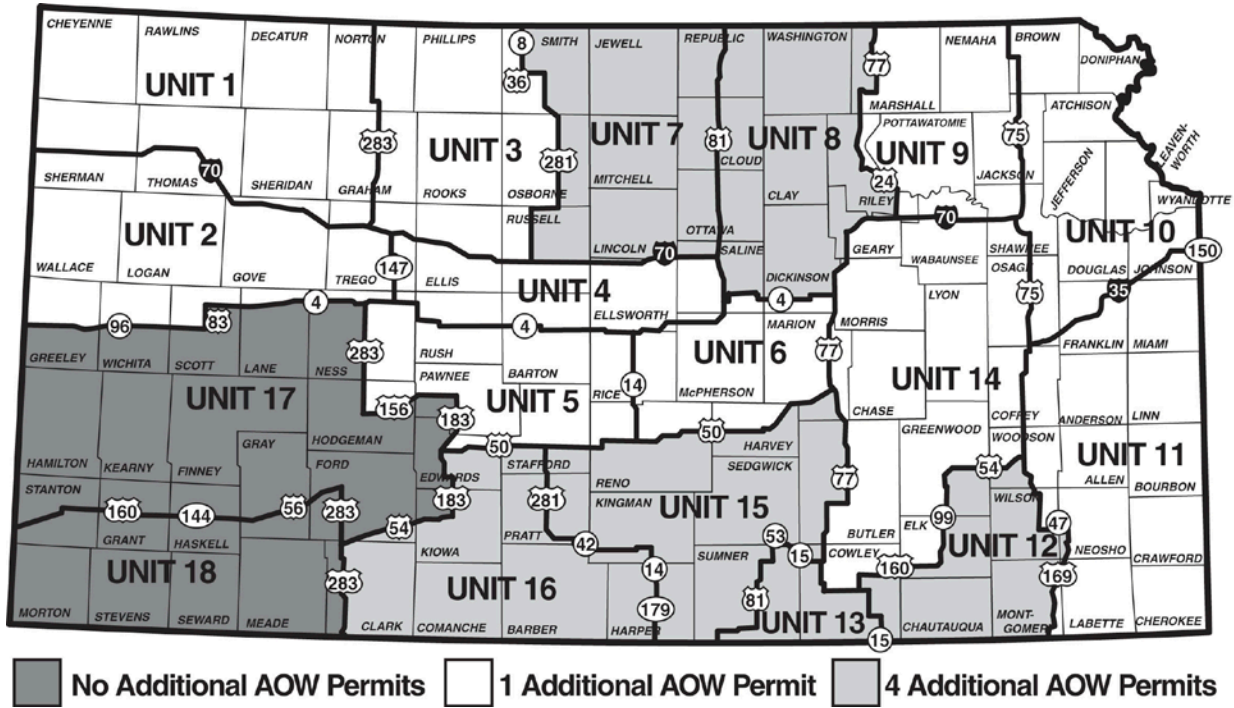 CHEYENNE
RAWLINS
DECATUR
NORTON
PHILLIPS
8
SMITH
JEWELL
REPUBLIC
WASHINGTON
77
NEMAHA
BROWN
DONIPHAN
UNIT 1
36
MARSHALL
ATCHISON
283
UNIT 3
281
UNIT 7
81
UNIT 8
POTTAWATOMIE
UNIT 9
75
LEAVEN-
WORTH
CLOUD
SHERMAN
THOMAS
70
SHERIDAN
GRAHAM
ROOKS
OSBORNE
MITCHELL
CLAY
24
RILEY
JACKSON
JEFFERSON
WYANDOTTE
RUSSELL
UNIT 2
LINCOLN
70
OTTAWA
SALINE
70
UNIT 10
150
WALLACE
LOGAN
GOVE
TREGO
147
ELLIS
DICKINSON
GEARY
WABAUNSEE
SHAWNEE
OSAGE
DOUGLAS
JOHNSON
UNIT 4
ELLSWORTH
4
LYON
75
35
96
83
4
4
MARION
MORRIS
GREELEY
WICHITA
SCOTT
LANE
NESS
283
RUSH
BARTON
RICE
14
UNIT 6
77
FRANKLIN
MIAMI
PAWNEE
McPHERSON
UNIT 14
UNIT 17
156
183
UNIT 5
50
50
CHASE
COFFEY
ANDERSON
LINN
HAMILTON
KEARNY
FINNEY
GRAY
HODGEMAN
HARVEY
GREENWOOD
WOODSON
UNIT 11
STANTON
FORD
EDWARDS
STAFFORD
RENO
SEDGWICK
54
ALLEN
BOURBON
160
144
56
283
183
281
KINGMAN
UNIT 15
77
WILSON
GRANT
HASKELL
54
KIOWA
PRATT
42
53
BUTLER
ELK
99
47
NEOSHO
CRAWFORD
UNIT 18
283
UNIT 16
14
SUMNER
15
COWLEY
160
UNIT 12
169
MORTON
STEVENS
SEWARD
MEADE
CLARK
COMANCHE
BARBER
HARPER
179
81
UNIT 13
15
CHAUTAUQUA
MONT-
GOMERY
LABETTE
CHEROKEE
No Additional AOW Permits
1 Additional AOW Permit
4 Additional AOW Permits